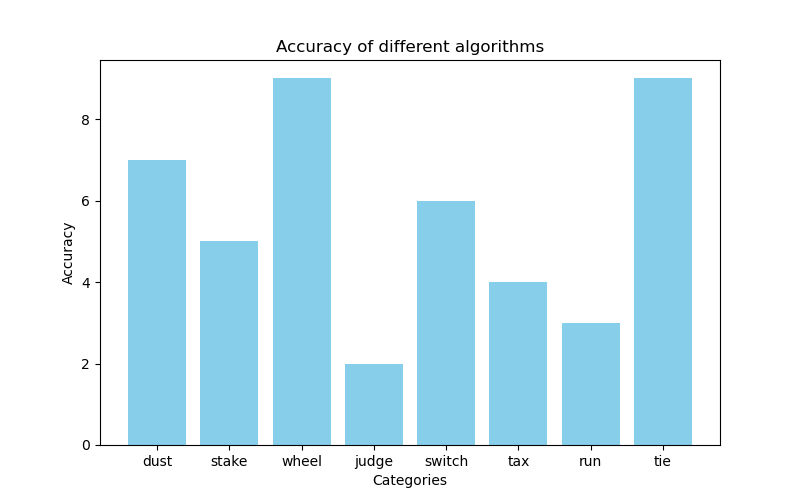 Accuracy of different algorithms
Accuracy
8
6
4
2
0
dust stake wheel judge switch tax run tie
Categories